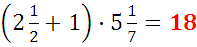 (2 1/2 + 1) · 5 1/7 = 18